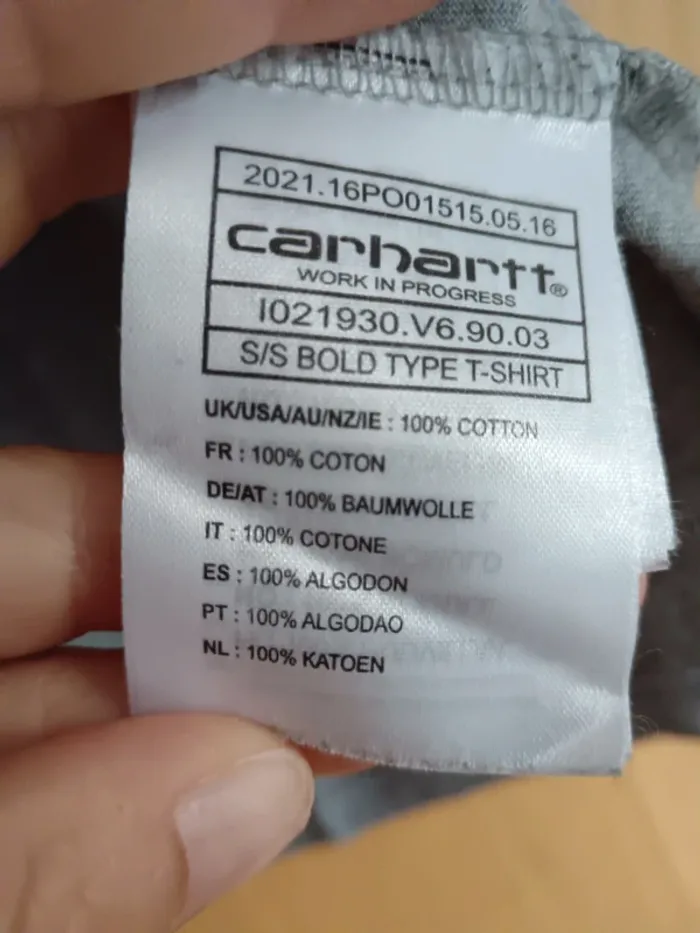 2021.16PO01515.05.16
carhartt®
WORK IN PROGRESS
I021930.V6.90.03
S/S BOLD TYPE T-SHIRT
UK/USA/AU/NZ/IE : 100% COTTON
FR : 100% COTON
DE/AT : 100% BAUMWOLLE
IT : 100% COTONE
ES : 100% ALGODON
PT : 100% ALGODAO
NL : 100% KATOEN